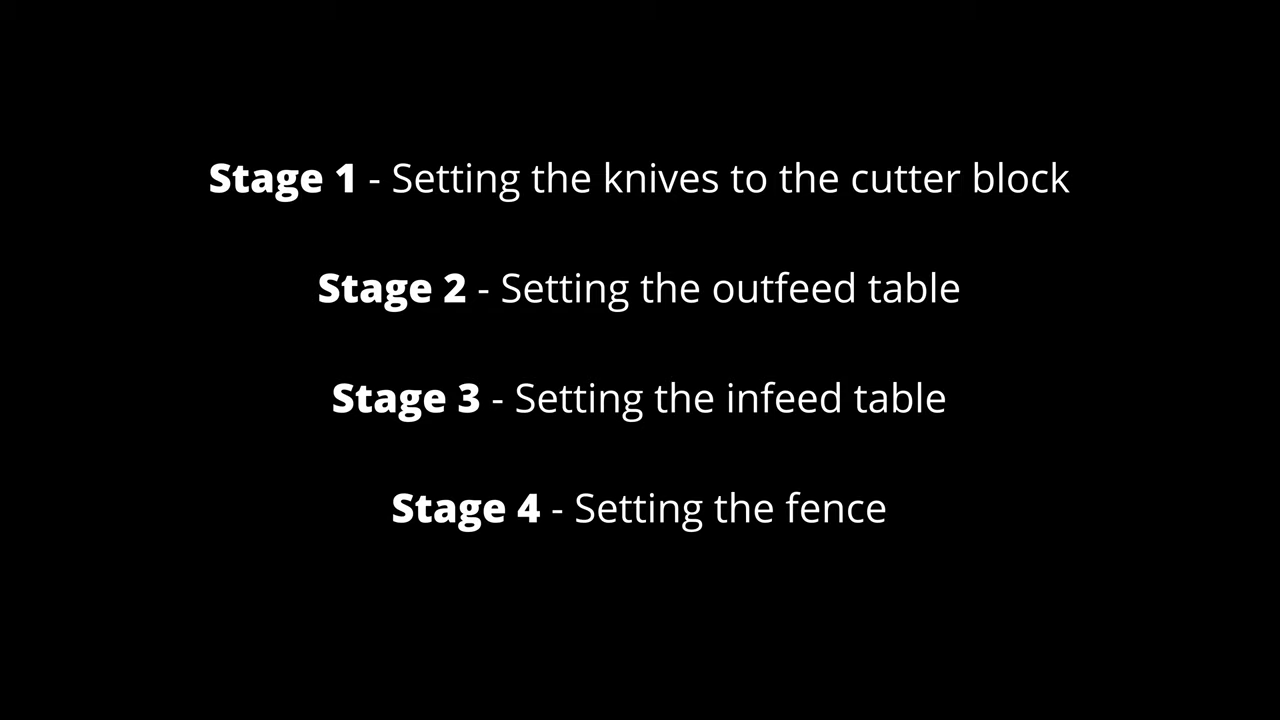 Stage 1 - Setting the knives to the cutter block
Stage 2 - Setting the outfeed table
Stage 3 - Setting the infeed table
Stage 4 - Setting the fence